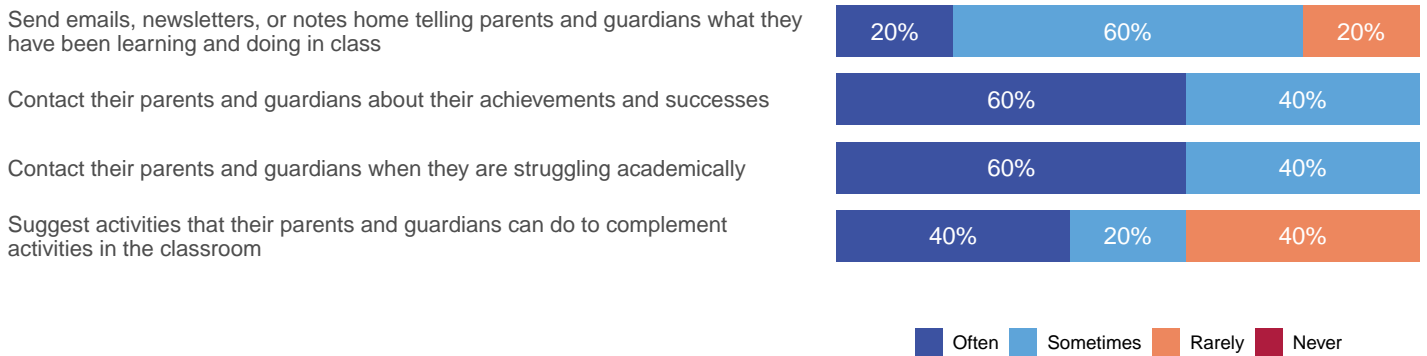 Send emails, newsletters, or notes home telling parents and guardians what they
have been learning and doing in class
20% 60% 20%
Contact their parents and guardians about their achievements and successes
60% 40%
Contact their parents and guardians when they are struggling academically
60% 40%
Suggest activities that their parents and guardians can do to complement
activities in the classroom
40% 20% 40%
Often Sometimes Rarely Never